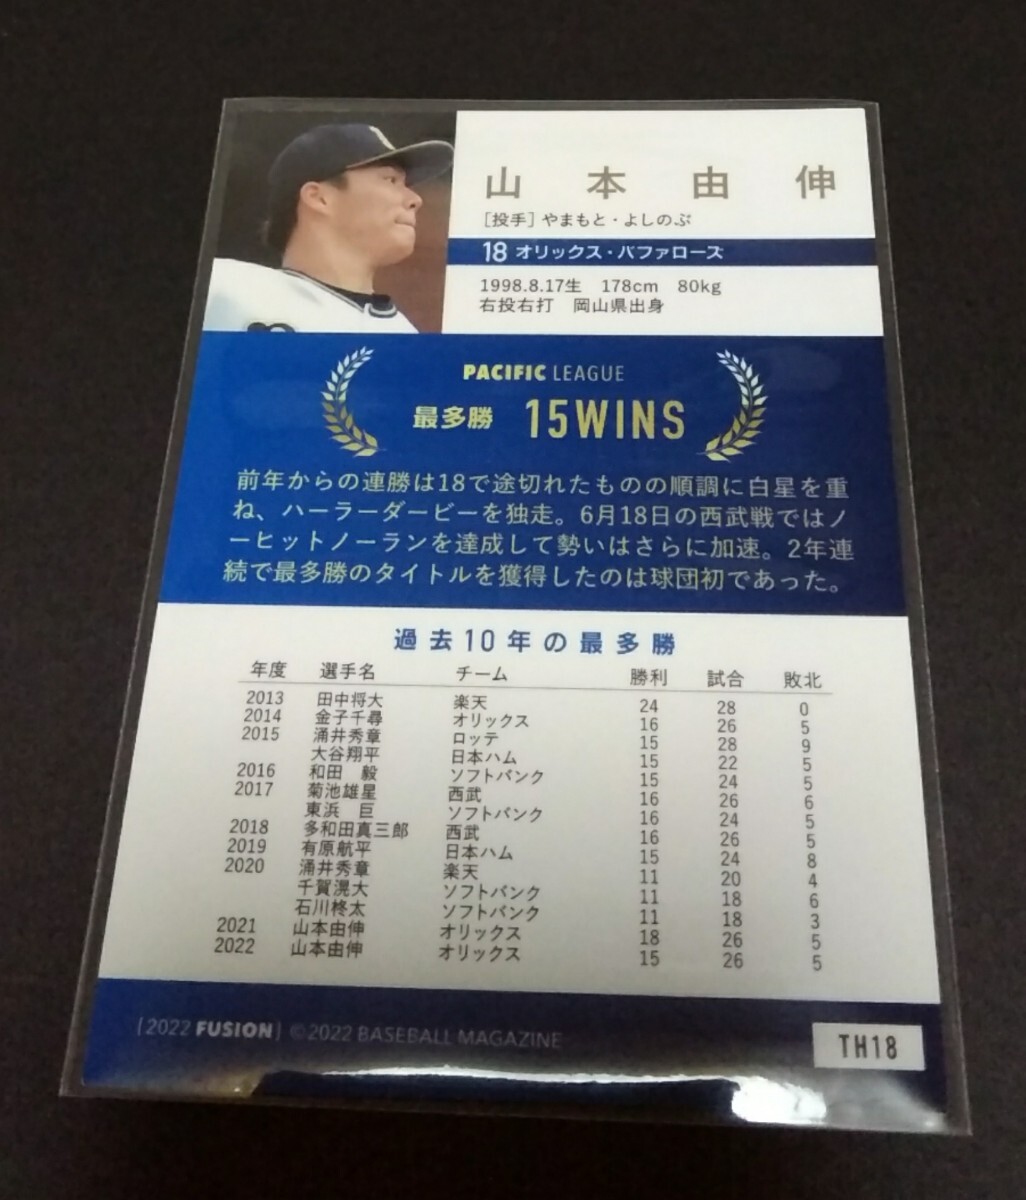 山本由伸
[投手] やまもと・よしのぶ
18 オリックス・バファローズ
1998.8.17生 178cm 80kg
右投右打 岡山県出身
PACIFIC LEAGUE
最多勝 15WINS
前年からの連勝は18で途切れたものの順調に白星を重
ね、ハーラーダービーを独走。6月18日の西武戦ではノ
ーヒットノーランを達成して勢いはさらに加速。2年連
続で最多勝のタイトルを獲得したのは球団初であった。
過去10年の最多勝
年度 選手名 チーム 勝利 試合 敗北
2013 田中将大 楽天 24 28 0
2014 金子千尋 オリックス 16 26 5
2015 涌井秀章 ロッテ 15 28 9
大谷翔平 日本ハム 15 22 5
2016 和田 毅 ソフトバンク 15 24 5
2017 菊池雄星 西武 16 26 6
東浜 巨 ソフトバンク 16 24 5
2018 多和田真三郎 西武 16 26 5
2019 有原航平 日本ハム 15 24 8
2020 涌井秀章 楽天 11 20 4
千賀滉大 ソフトバンク 11 18 6
石川柊太 ソフトバンク 11 18 3
2021 山本由伸 オリックス 18 26 5
2022 山本由伸 オリックス 15 26 5
[2022 FUSION] ©2022 BASEBALL MAGAZINE
TH18